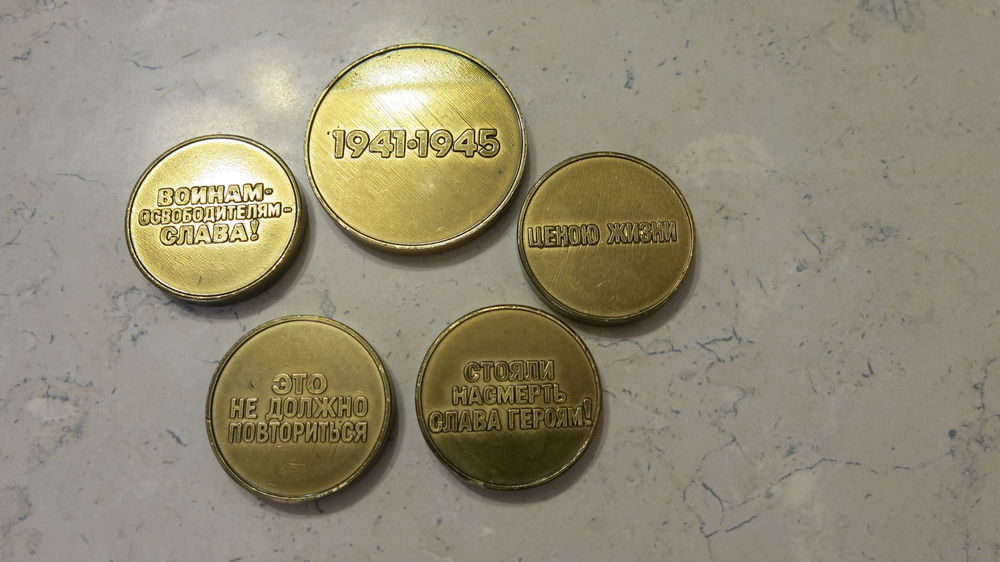 1941·1945
ВОИНАМ-
ОСВОБОДИТЕЛЯМ-
СЛАВА!
ЦЕНОЮ ЖИЗНИ
ЭТО
НЕ ДОЛЖНО
ПОВТОРИТЬСЯ
СТОЯЛИ
НАСМЕРТЬ
СЛАВА ГЕРОЯМ!